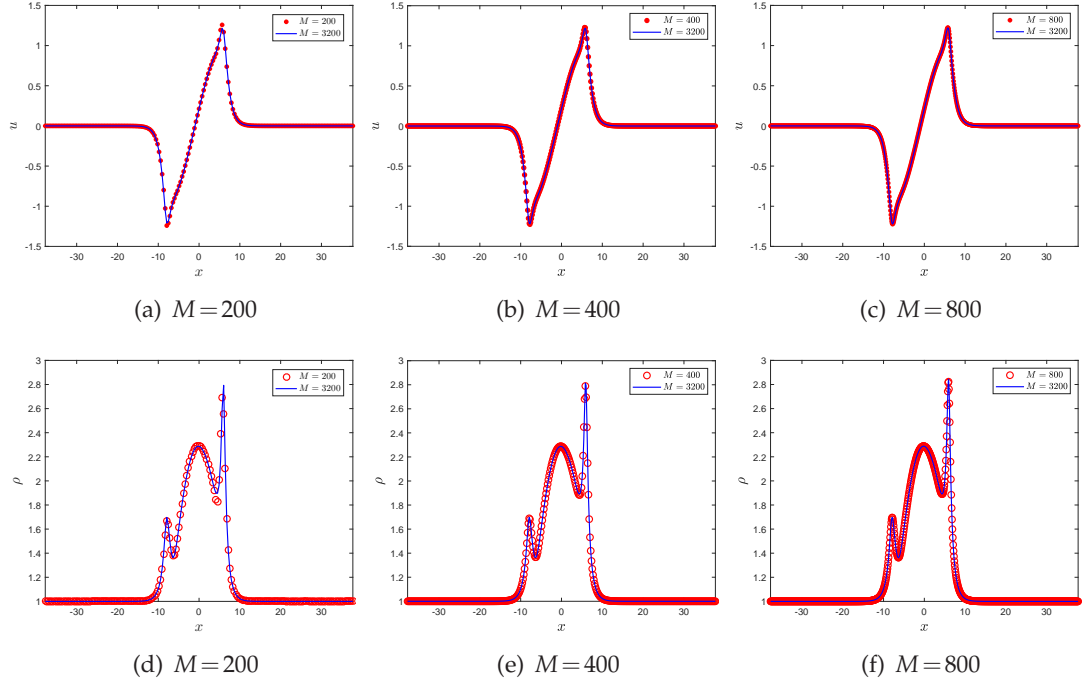 M = 200
M = 3200
1
0.5
0
-0.5
-1
-1.5
u
-30 -20 -10 0 10 20 30
x
(a) M=200
M = 400
M = 3200
1
0.5
0
-0.5
-1
-1.5
u
-30 -20 -10 0 10 20 30
x
(b) M=400
M = 800
M = 3200
1
0.5
0
-0.5
-1
-1.5
u
-30 -20 -10 0 10 20 30
x
(c) M=800
M = 200
M = 3200
3
2.8
2.6
2.4
2.2
2
1.8
1.6
1.4
1.2
1
ρ
-30 -20 -10 0 10 20 30
x
(d) M=200
M = 400
M = 3200
3
2.8
2.6
2.4
2.2
2
1.8
1.6
1.4
1.2
1
ρ
-30 -20 -10 0 10 20 30
x
(e) M=400
M = 800
M = 3200
3
2.8
2.6
2.4
2.2
2
1.8
1.6
1.4
1.2
1
ρ
-30 -20 -10 0 10 20 30
x
(f) M=800